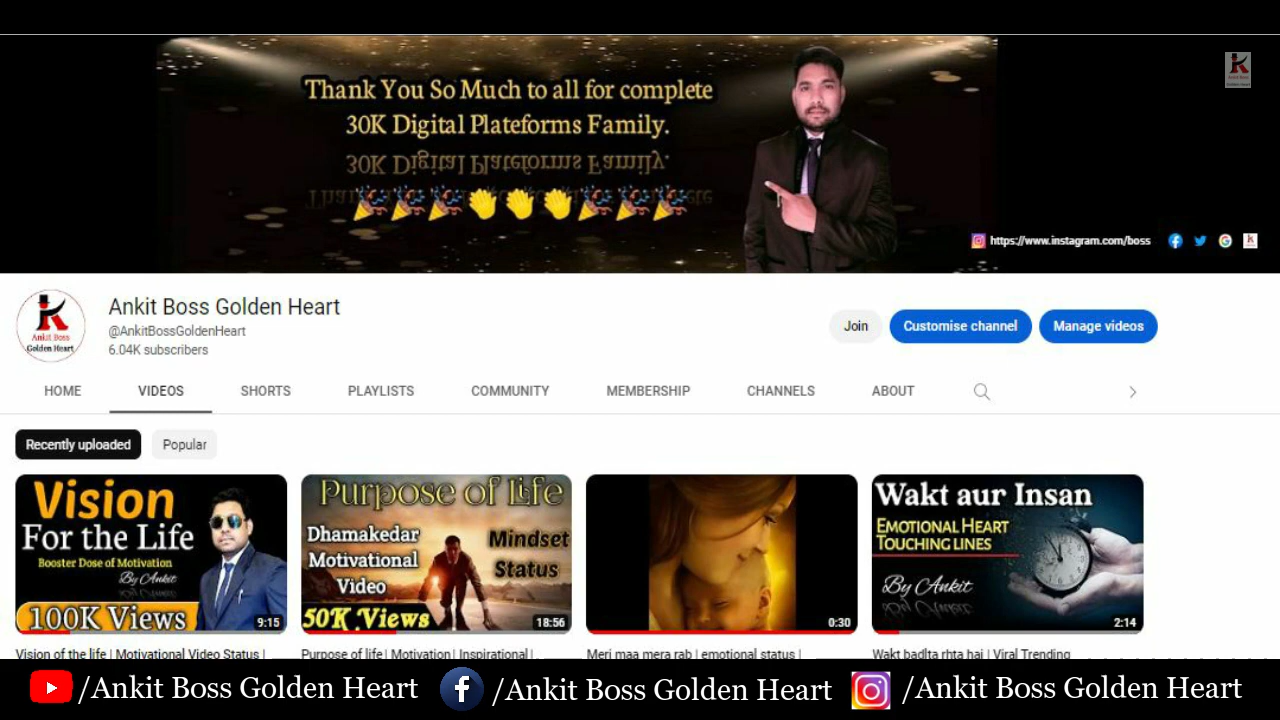 Thank You So Much to all for complete
30K Digital Plateforms Family.
https://www.instagram.com/boss
Ankit Boss Golden Heart
@AnkitBossGoldenHeart
6.04K subscribers
Ankit Boss
Golden Heart
Join
Customise channel
Manage videos
HOME
VIDEOS
SHORTS
PLAYLISTS
COMMUNITY
MEMBERSHIP
CHANNELS
ABOUT
Recently uploaded
Popular
Vision
For the Life
Booster Dose of Motivation
By Ankit
100K Views
9:15
Purpose of Life
Dhamakedar
Motivational
Video
Mindset
Status
50K Views
18:56
0:30
Wakt aur Insan
EMOTIONAL HEART
TOUCHING LINES
By Ankit
2:14
Vision of the life | Motivational Video Status |
Purpose of life | Motivation | Inspirational |
Meri maa mera rab | emotional status |
Wakt badlta rhta hai | Viral Trending
/Ankit Boss Golden Heart
/Ankit Boss Golden Heart
/Ankit Boss Golden Heart